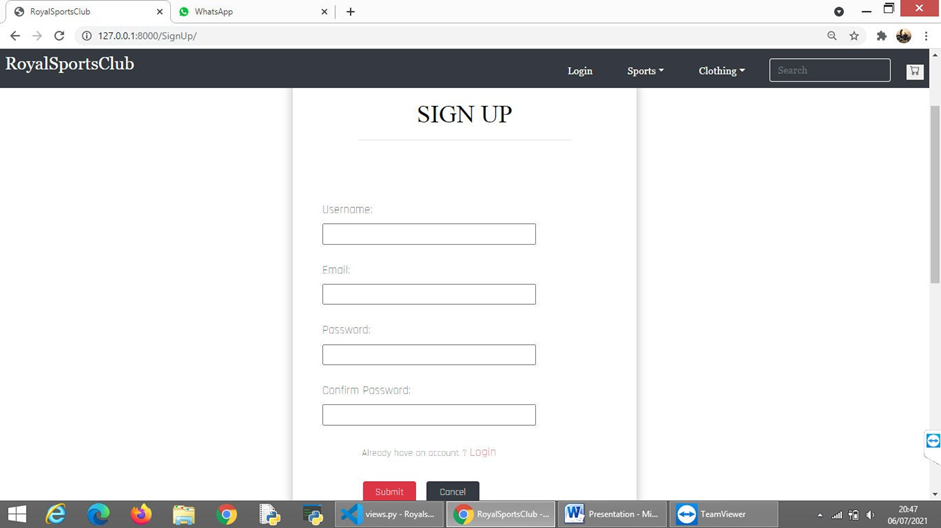 RoyalSportsClub
WhatsApp
127.0.0.1:8000/SignUp/
RoyalSportsClub
Login
Sports
Clothing
Search
SIGN UP
Username:
Email:
Password:
Confirm Password:
Already have an account ? Login
Submit
Cancel
views.py - Royals...
RoyalSportsClub -...
Presentation - Mi...
TeamViewer
20:47
06/07/2021